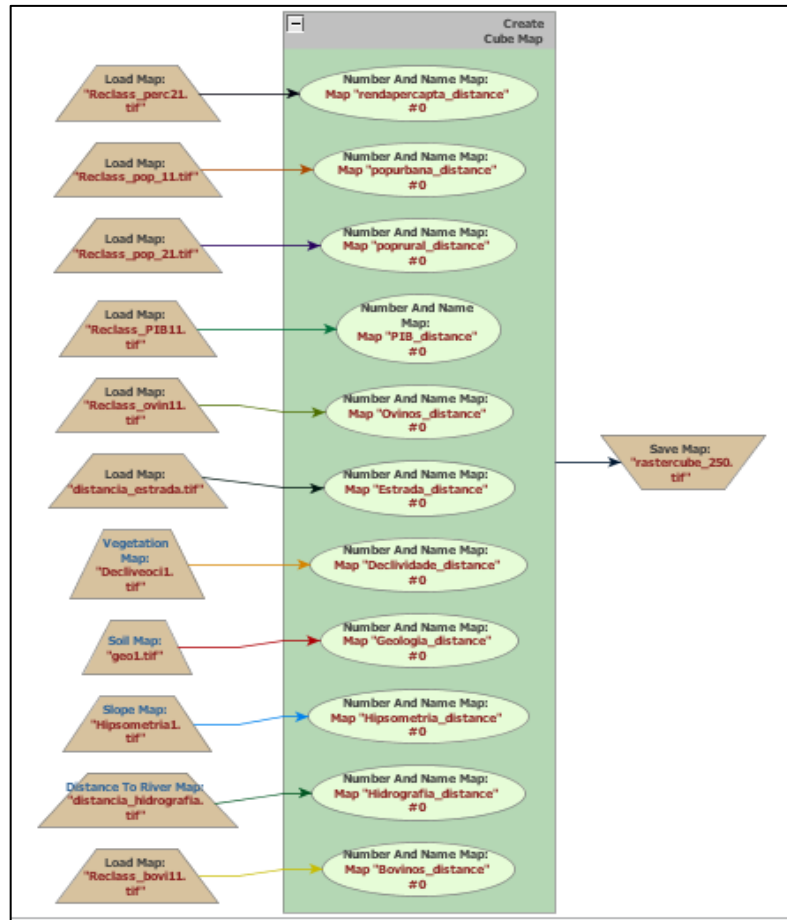 Create
Cube Map
Load Map:
"Reclass_perc21.
tif"
Number And Name Map:
Map "rendapercapta_distance"
#0
Load Map:
"Reclass_pop_11.tif"
Number And Name Map:
Map "popurbana_distance"
#0
Load Map:
"Reclass_pop_21.tif"
Number And Name Map:
Map "poprural_distance"
#0
Load Map:
"Reclass_PIB11.
tif"
Number And Name
Map:
Map "PIB_distance"
#0
Load Map:
"Reclass_ovin11.
tif"
Number And Name Map:
Map "Ovinos_distance"
#0
Load Map:
"distancia_estrada.tif"
Number And Name Map:
Map "Estrada_distance"
#0
Save Map:
"rastercube_250.
tif"
Vegetation
Map:
"Decliveoci1.
tif"
Number And Name Map:
Map "Declividade_distance"
#0
Soil Map:
"geo1.tif"
Number And Name Map:
Map "Geologia_distance"
#0
Slope Map:
"Hipsometria1.
tif"
Number And Name Map:
Map "Hipsometria_distance"
#0
Distance To River Map:
"distancia_hidrografia.
tif"
Number And Name Map:
Map "Hidrografia_distance"
#0
Load Map:
"Reclass_bovi11.
tif"
Number And Name Map:
Map "Bovinos_distance"
#0